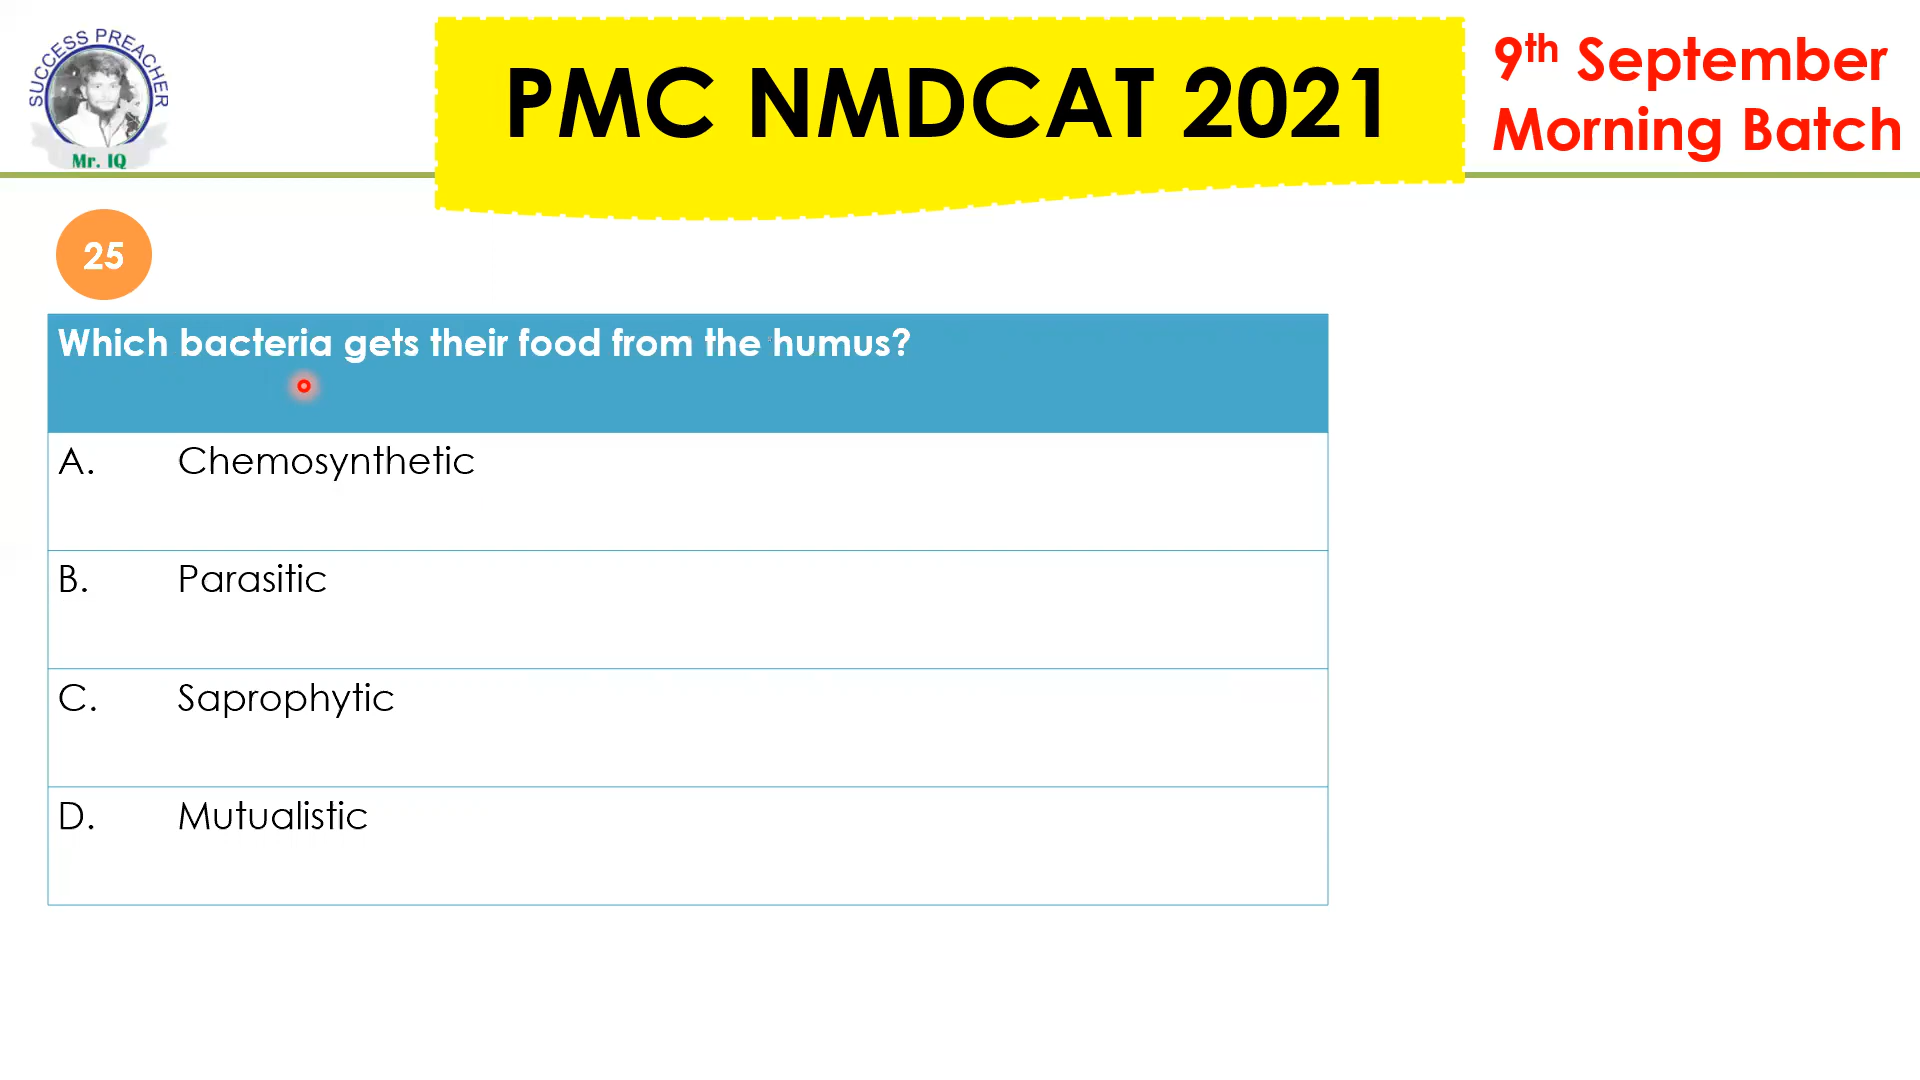 SUCCESS PREACHER
Mr. IQ
PMC NMDCAT 2021
9th September
Morning Batch
25
Which bacteria gets their food from the humus?
A. Chemosynthetic
B. Parasitic
C. Saprophytic
D. Mutualistic